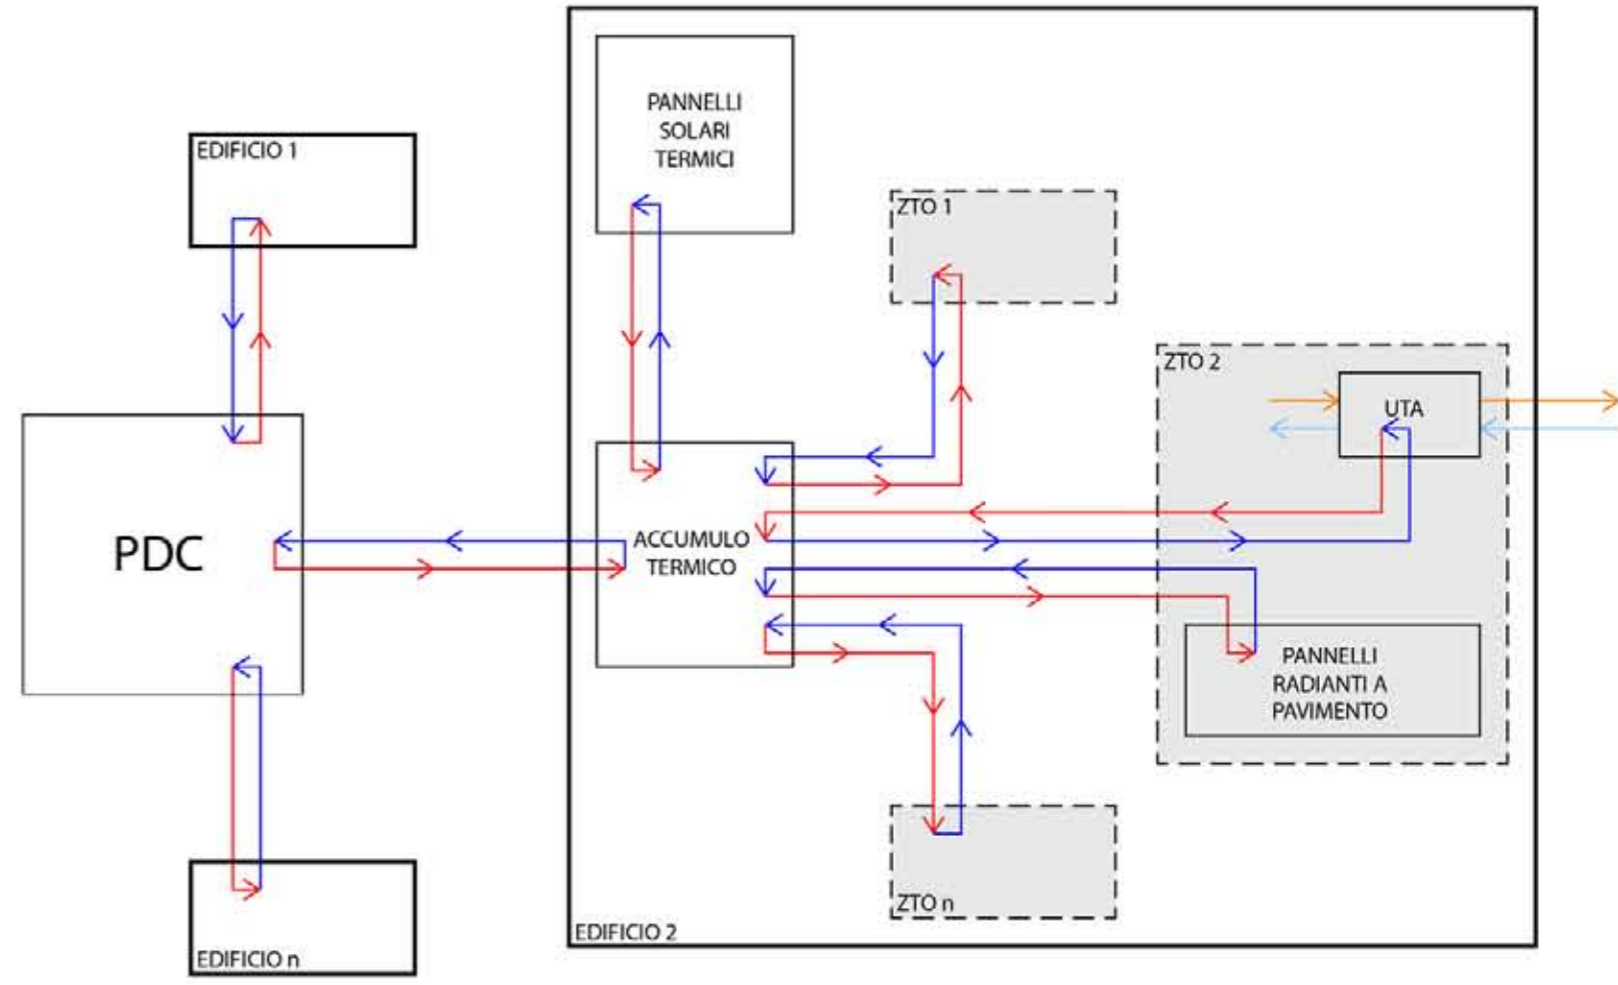 PANNELLI
SOLARI
TERMICI
EDIFICIO 1
ZTO 1
ZTO 2
UTA
PDC
ACCUMULO
TERMICO
PANNELLI
RADIANTI A
PAVIMENTO
ZTO n
EDIFICIO 2
EDIFICIO n